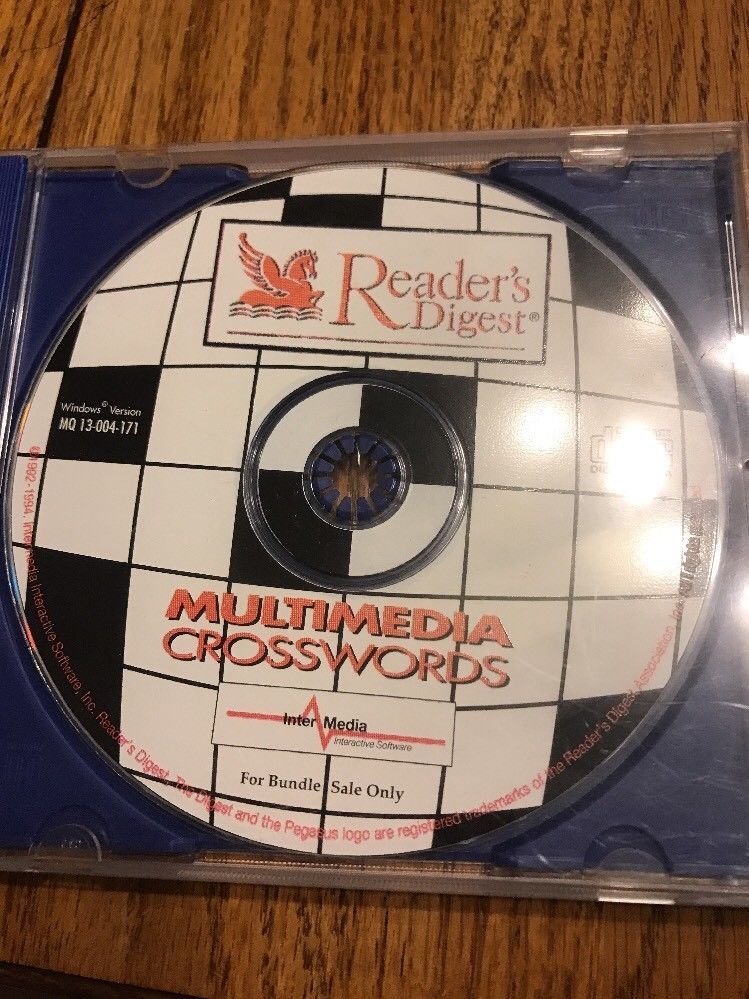 Reader's
Digest®
Windows® Version
MQ 13-004-171
MULTIMEDIA
CROSSWORDS
Inter Media
Interactive Software
For Bundle Sale Only
©1992-1994, Intermedia Interactive Software, Inc. Reader's Digest, The Digest and the Pegasus logo are registered trademarks of the Reader's Digest Association, Inc.